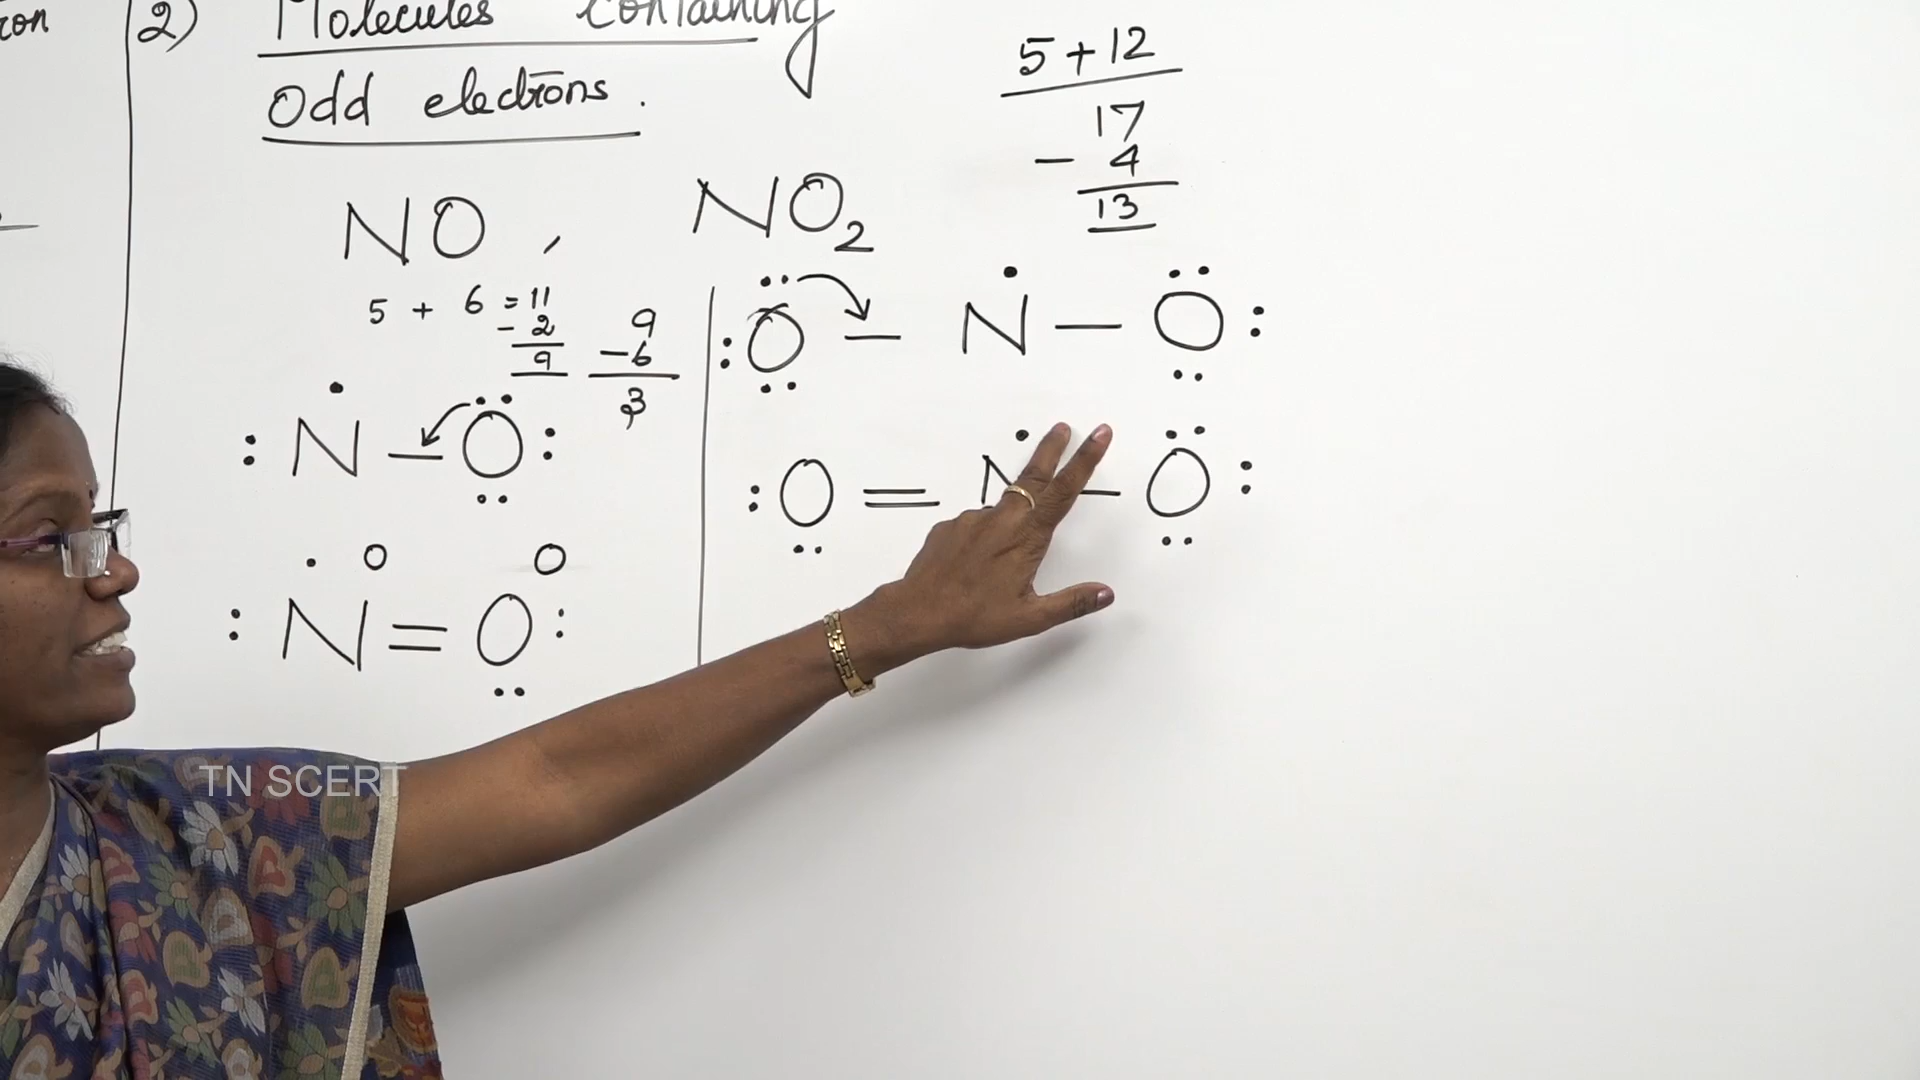 ron
2) Molecules containing
Odd electrons.
5 + 12
17
- 4
13
NO , NO2
5 + 6 = 11
- 2
9
9
- 6
3
:N - O:
N = O:
:O - N - O:
:O = N - O:
TN SCERT